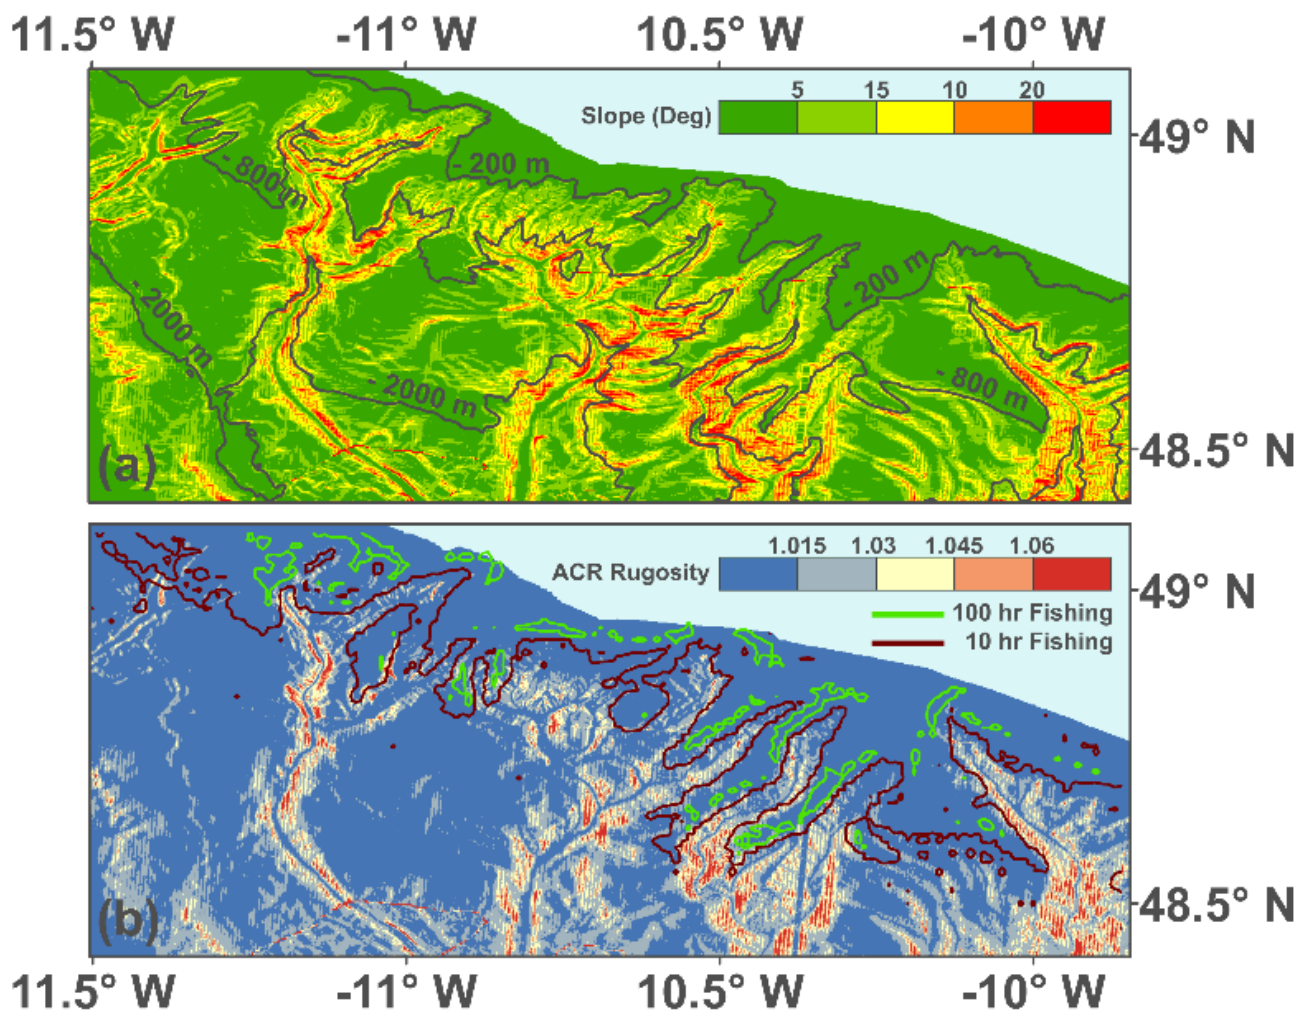 11.5° W -11° W 10.5° W -10° W
5 15 10 20
Slope (Deg)
49° N
- 200 m
- 800 m
- 200 m
- 2000 m
- 2000 m
- 800 m
48.5° N
(a)
1.015 1.03 1.045 1.06
ACR Rugosity
49° N
100 hr Fishing
10 hr Fishing
48.5° N
(b)
11.5° W -11° W 10.5° W -10° W